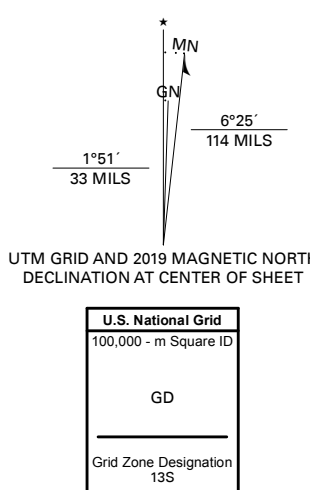 ★
MN
GN
1°51´
33 MILS
6°25´
114 MILS
UTM GRID AND 2019 MAGNETIC NORTH
DECLINATION AT CENTER OF SHEET
U.S. National Grid
100,000 - m Square ID
GD
Grid Zone Designation
13S